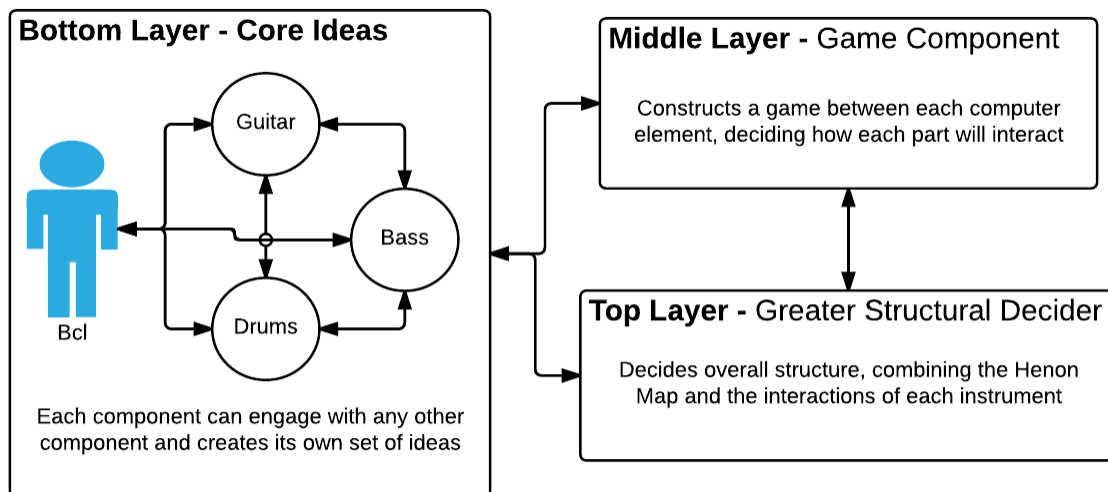 Bottom Layer - Core Ideas
Guitar
Bass
Drums
Bcl
Each component can engage with any other
component and creates its own set of ideas
Middle Layer - Game Component
Constructs a game between each computer
element, deciding how each part will interact
Top Layer - Greater Structural Decider
Decides overall structure, combining the Henon
Map and the interactions of each instrument